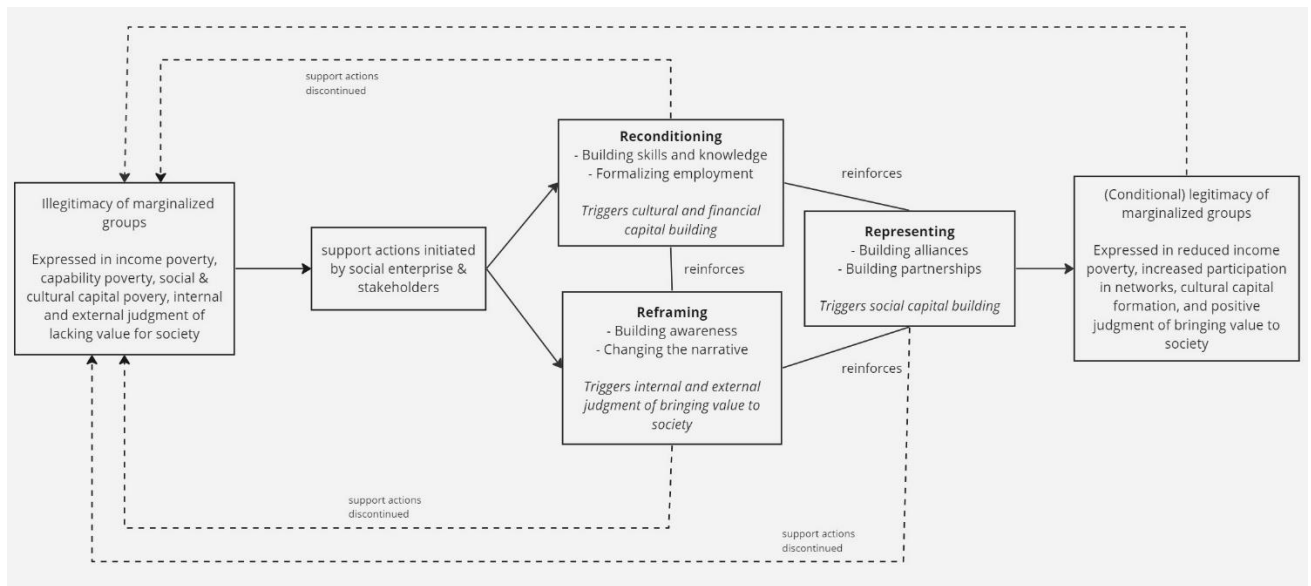 support actions
discontinued
Reconditioning
- Building skills and knowledge
- Formalizing employment
Triggers cultural and financial
capital building
Illegitimacy of marginalized
groups
Expressed in income poverty,
capability poverty, social &
cultural capital povery, internal
and external judgment of
lacking value for society
support actions initiated
by social enterprise &
stakeholders
reinforces
reinforces
Reframing
- Building awareness
- Changing the narrative
Triggers internal and external
judgment of bringing value to
society
reinforces
Representing
- Building alliances
- Building partnerships
Triggers social capital building
(Conditional) legitimacy of
marginalized groups
Expressed in reduced income
poverty, increased participation
in networks, cultural capital
formation, and positive
judgment of bringing value to
society
support actions
discontinued
support actions
discontinued